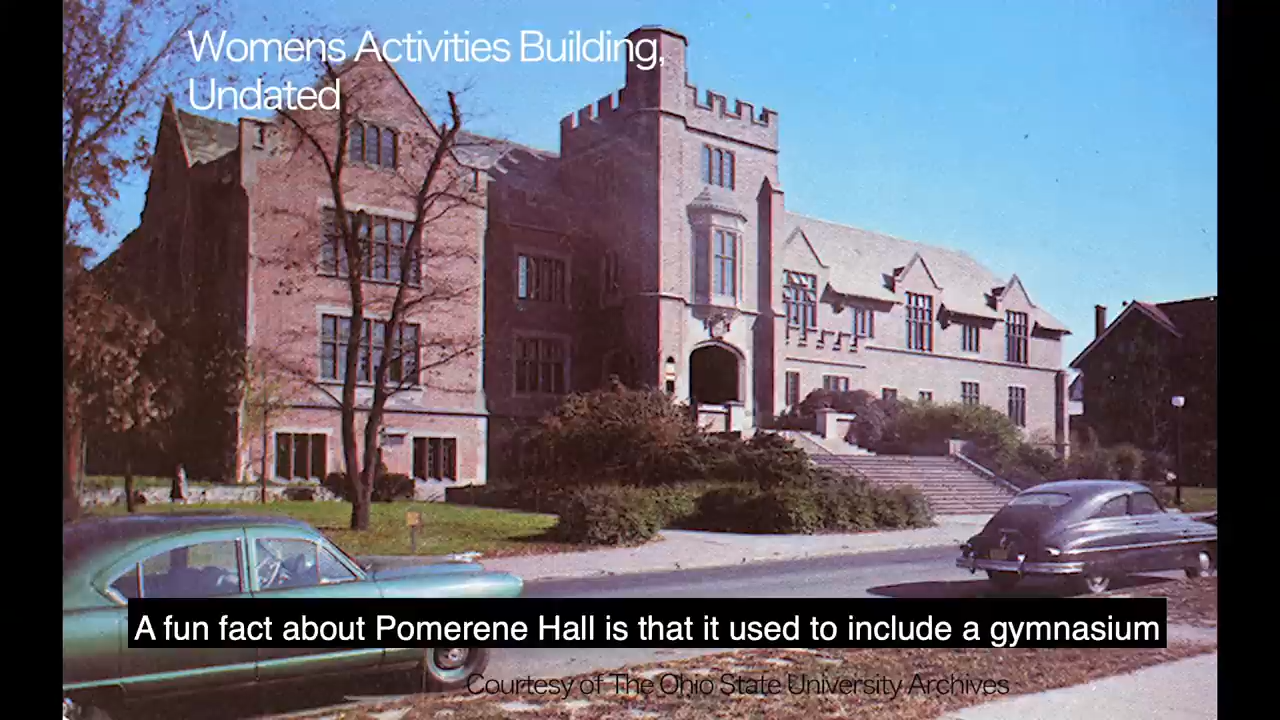 Womens Activities Building,
Undated
A fun fact about Pomerene Hall is that it used to include a gymnasium
Courtesy of The Ohio State University Archives